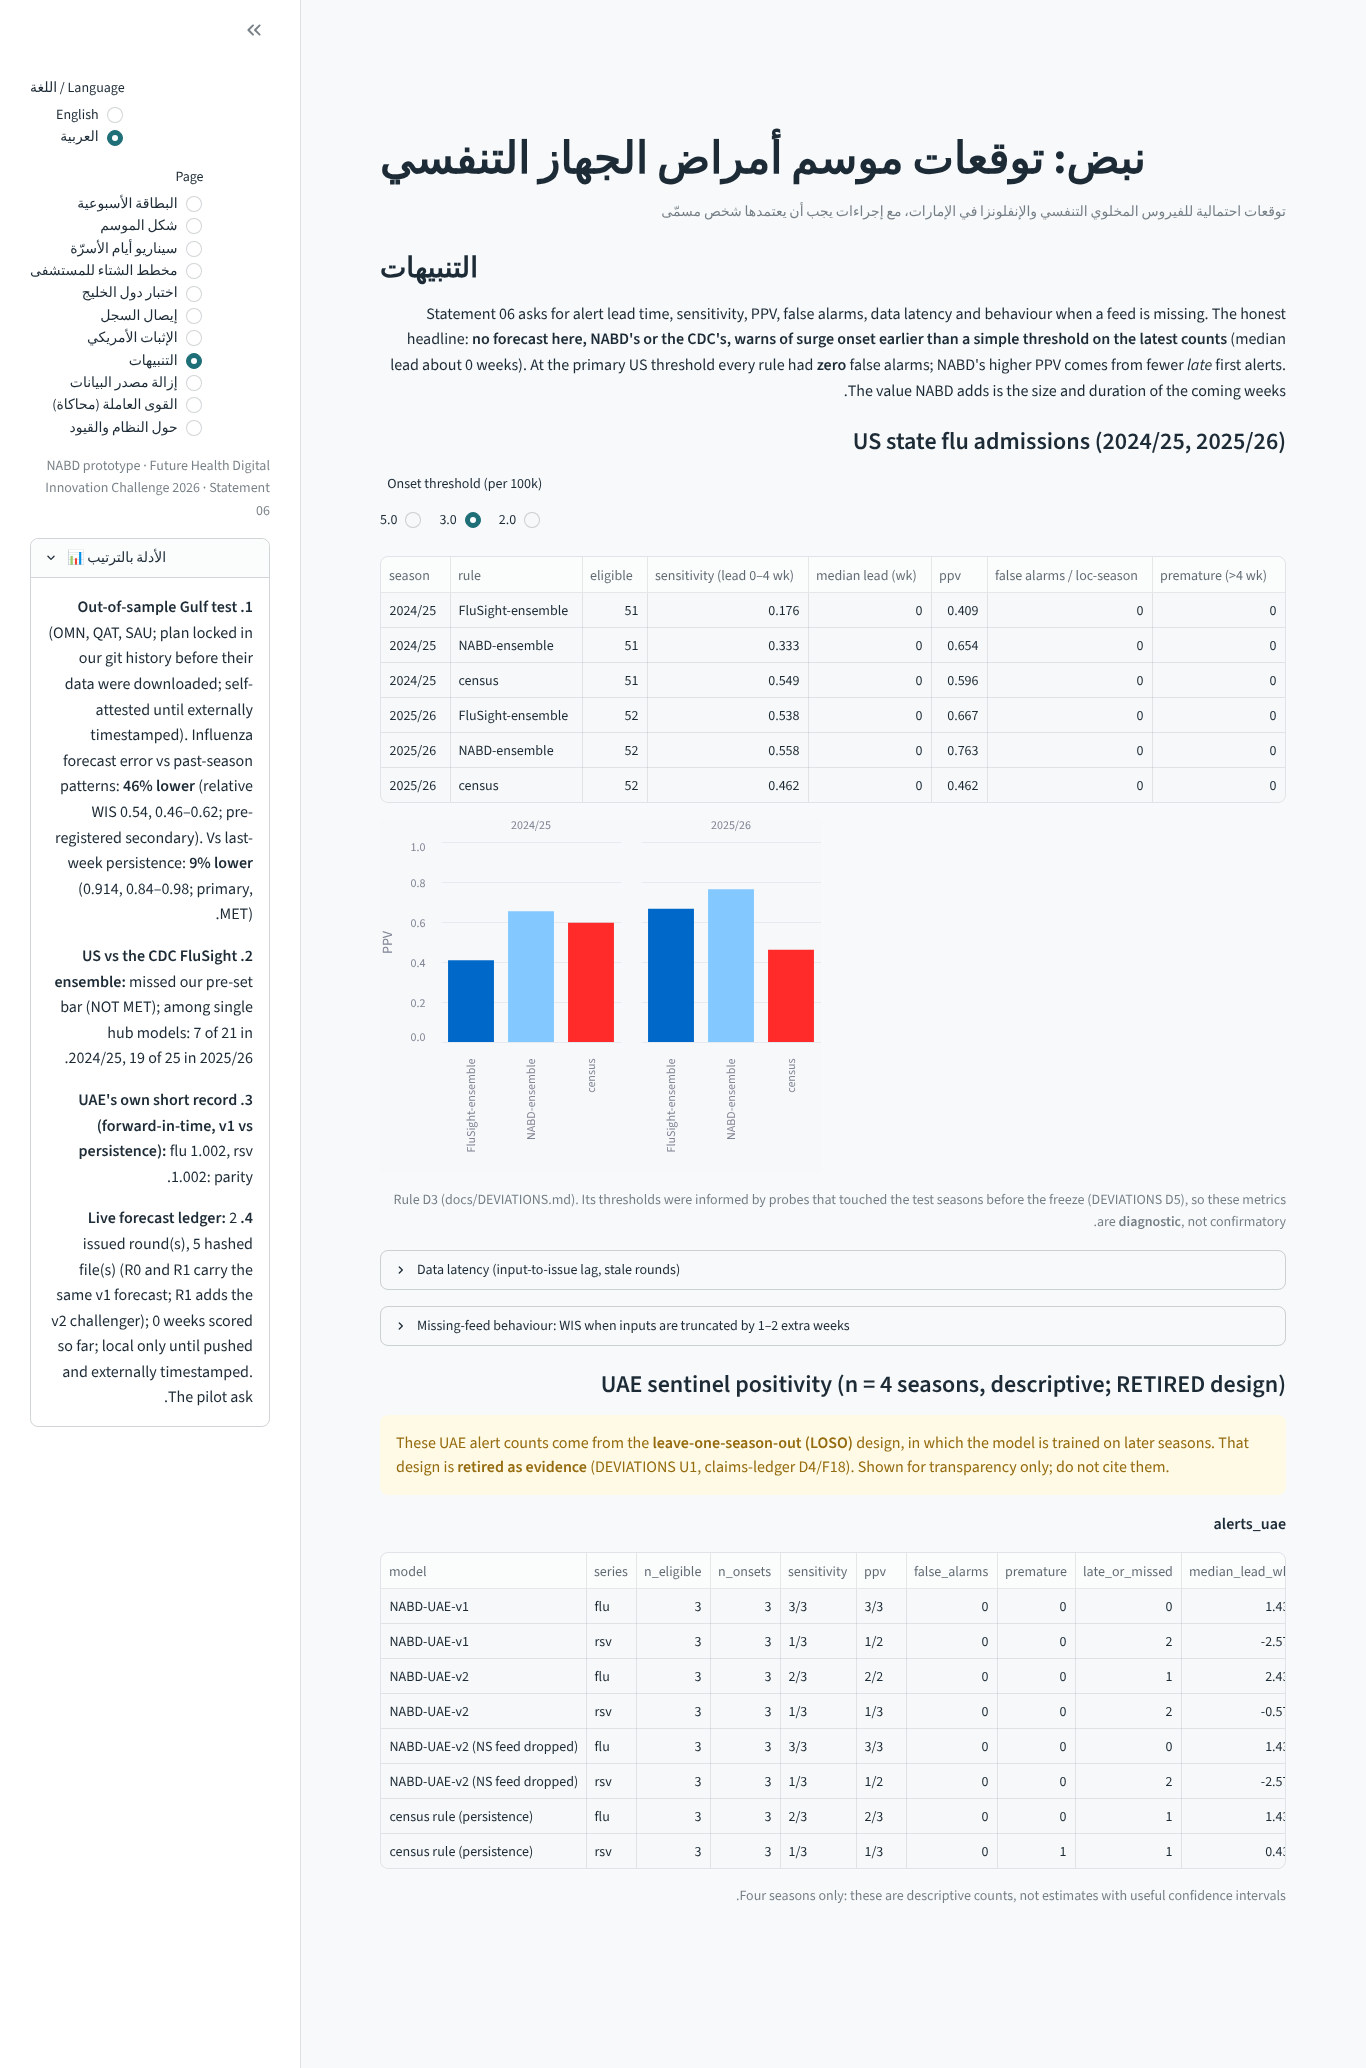 اللغة / Language
English
العربية
Page
البطاقة الأسبوعية
شكل الموسم
سيناريو أيام الأسرّة
مخطط الشتاء للمستشفى
اختبار دول الخليج
إيصال السجل
الإثبات الأمريكي
التنبيهات
إزالة مصدر البيانات
القوى العاملة (محاكاة)
حول النظام والقيود
NABD prototype · Future Health Digital
Innovation Challenge 2026 · Statement
06
📊 الأدلة بالترتيب
1. Out-of-sample Gulf test
(OMN, QAT, SAU; plan locked in
our git history before their
data were downloaded; self-
attested until externally
timestamped). Influenza
forecast error vs past-season
patterns: 46% lower (relative
WIS 0.54, 0.46–0.62; pre-
registered secondary). Vs last-
week persistence: 9% lower
(0.914, 0.84–0.98; primary,
MET).
2. US vs the CDC FluSight
ensemble: missed our pre-set
bar (NOT MET); among single
hub models: 7 of 21 in
2024/25, 19 of 25 in 2025/26.
3. UAE's own short record
(forward-in-time, v1 vs
persistence): flu 1.002, rsv
1.002: parity.
4. Live forecast ledger: 2
issued round(s), 5 hashed
file(s) (R0 and R1 carry the
same v1 forecast; R1 adds the
v2 challenger); 0 weeks scored
so far; local only until pushed
and externally timestamped.
The pilot ask.
نبض: توقعات موسم أمراض الجهاز التنفسي
توقعات احتمالية للفيروس المخلوي التنفسي والإنفلونزا في الإمارات، مع إجراءات يجب أن يعتمدها شخص مسمّى
التنبيهات
Statement 06 asks for alert lead time, sensitivity, PPV, false alarms, data latency and behaviour when a feed is missing. The honest
headline: no forecast here, NABD's or the CDC's, warns of surge onset earlier than a simple threshold on the latest counts (median
lead about 0 weeks). At the primary US threshold every rule had zero false alarms; NABD's higher PPV comes from fewer late first alerts.
The value NABD adds is the size and duration of the coming weeks.
US state flu admissions (2024/25, 2025/26)
Onset threshold (per 100k)
5.0 3.0 2.0
season rule eligible sensitivity (lead 0–4 wk) median lead (wk) ppv false alarms / loc-season premature (>4 wk)
2024/25 FluSight-ensemble 51 0.176 0 0.409 0 0
2024/25 NABD-ensemble 51 0.333 0 0.654 0 0
2024/25 census 51 0.549 0 0.596 0 0
2025/26 FluSight-ensemble 52 0.538 0 0.667 0 0
2025/26 NABD-ensemble 52 0.558 0 0.763 0 0
2025/26 census 52 0.462 0 0.462 0 0
2024/25 2025/26
PPV
1.0
0.8
0.6
0.4
0.2
0.0
FluSight-ensemble NABD-ensemble census FluSight-ensemble NABD-ensemble census
Rule D3 (docs/DEVIATIONS.md). Its thresholds were informed by probes that touched the test seasons before the freeze (DEVIATIONS D5), so these metrics
are diagnostic, not confirmatory.
Data latency (input-to-issue lag, stale rounds)
Missing-feed behaviour: WIS when inputs are truncated by 1–2 extra weeks
UAE sentinel positivity (n = 4 seasons, descriptive; RETIRED design)
These UAE alert counts come from the leave-one-season-out (LOSO) design, in which the model is trained on later seasons. That
design is retired as evidence (DEVIATIONS U1, claims-ledger D4/F18). Shown for transparency only; do not cite them.
alerts_uae
model series n_eligible n_onsets sensitivity ppv false_alarms premature late_or_missed
NABD-UAE-v1 flu 3 3 3/3 3/3 0 0 0
NABD-UAE-v1 rsv 3 3 1/3 1/2 0 0 2
NABD-UAE-v2 flu 3 3 2/3 2/2 0 0 1
NABD-UAE-v2 rsv 3 3 1/3 1/3 0 0 2
NABD-UAE-v2 (NS feed dropped) flu 3 3 3/3 3/3 0 0 0
NABD-UAE-v2 (NS feed dropped) rsv 3 3 1/3 1/2 0 0 2
census rule (persistence) flu 3 3 2/3 2/3 0 0 1
census rule (persistence) rsv 3 3 1/3 1/3 0 1 1
Four seasons only: these are descriptive counts, not estimates with useful confidence intervals.